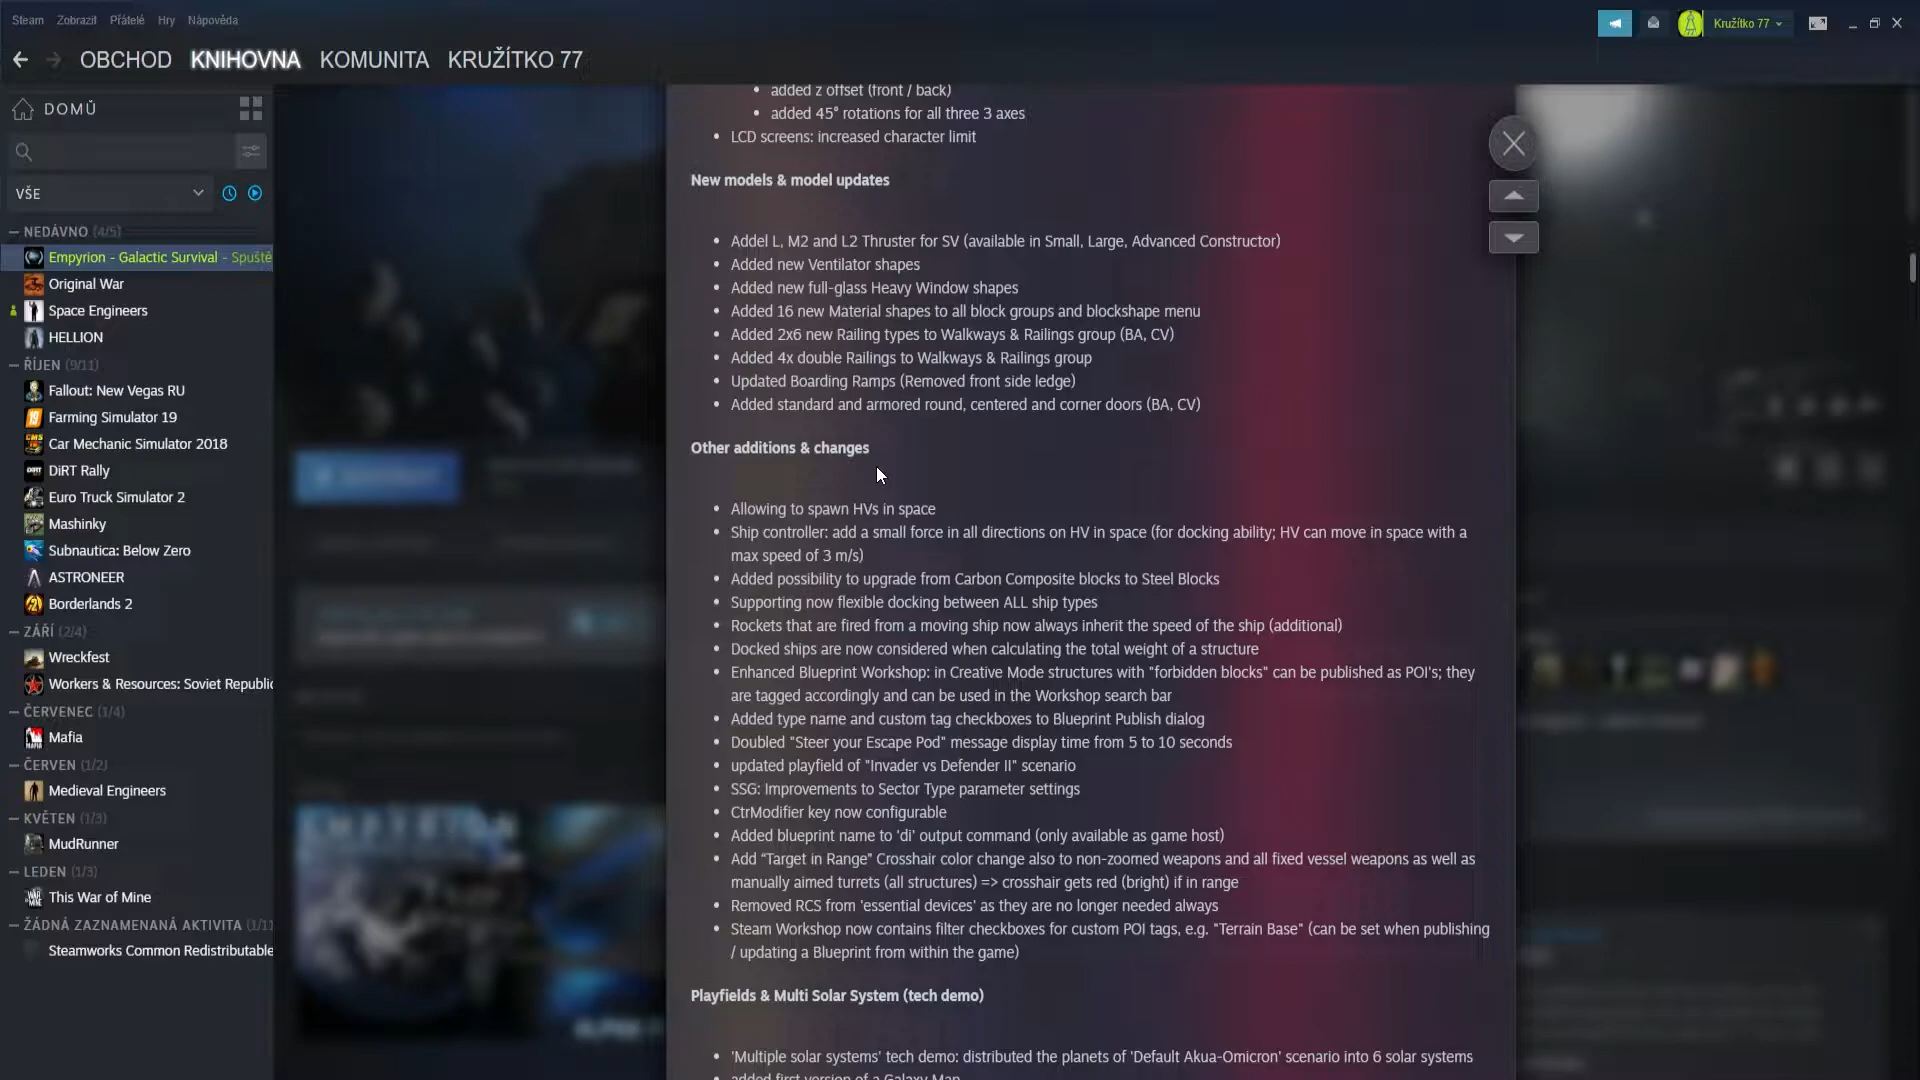 Steam Zobrazit Přátelé Hry Nápověda
Kružítko 77
OBCHOD KNIHOVNA KOMUNITA KRUŽÍTKO 77
DOMŮ
VŠE
NEDÁVNO (4/5)
Empyrion - Galactic Survival - Spuště
Original War
Space Engineers
HELLION
ŘÍJEN (9/11)
Fallout: New Vegas RU
Farming Simulator 19
Car Mechanic Simulator 2018
DiRT Rally
Euro Truck Simulator 2
Mashinky
Subnautica: Below Zero
ASTRONEER
Borderlands 2
ZÁŘÍ (2/4)
Wreckfest
Workers & Resources: Soviet Republic
ČERVENEC (1/4)
Mafia
ČERVEN (1/2)
Medieval Engineers
KVĚTEN (1/3)
MudRunner
LEDEN (1/3)
This War of Mine
ŽÁDNÁ ZAZNAMENANÁ AKTIVITA (1/11
Steamworks Common Redistributable
• added z offset (front / back)
• added 45° rotations for all three 3 axes
• LCD screens: increased character limit
New models & model updates
• Addel L, M2 and L2 Thruster for SV (available in Small, Large, Advanced Constructor)
• Added new Ventilator shapes
• Added new full-glass Heavy Window shapes
• Added 16 new Material shapes to all block groups and blockshape menu
• Added 2x6 new Railing types to Walkways & Railings group (BA, CV)
• Added 4x double Railings to Walkways & Railings group
• Updated Boarding Ramps (Removed front side ledge)
• Added standard and armored round, centered and corner doors (BA, CV)
Other additions & changes
• Allowing to spawn HVs in space
• Ship controller: add a small force in all directions on HV in space (for docking ability; HV can move in space with a
max speed of 3 m/s)
• Added possibility to upgrade from Carbon Composite blocks to Steel Blocks
• Supporting now flexible docking between ALL ship types
• Rockets that are fired from a moving ship now always inherit the speed of the ship (additional)
• Docked ships are now considered when calculating the total weight of a structure
• Enhanced Blueprint Workshop: in Creative Mode structures with "forbidden blocks" can be published as POI's; they
are tagged accordingly and can be used in the Workshop search bar
• Added type name and custom tag checkboxes to Blueprint Publish dialog
• Doubled "Steer your Escape Pod" message display time from 5 to 10 seconds
• updated playfield of "Invader vs Defender II" scenario
• SSG: Improvements to Sector Type parameter settings
• CtrModifier key now configurable
• Added blueprint name to 'di' output command (only available as game host)
• Add “Target in Range” Crosshair color change also to non-zoomed weapons and all fixed vessel weapons as well as
manually aimed turrets (all structures) => crosshair gets red (bright) if in range
• Removed RCS from 'essential devices' as they are no longer needed always
• Steam Workshop now contains filter checkboxes for custom POI tags, e.g. "Terrain Base" (can be set when publishing
/ updating a Blueprint from within the game)
Playfields & Multi Solar System (tech demo)
• 'Multiple solar systems' tech demo: distributed the planets of 'Default Akua-Omicron' scenario into 6 solar systems
• added first version of a Galaxy Map